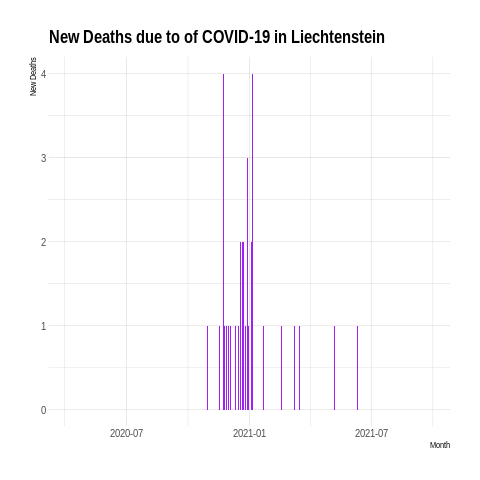 New Deaths due to of COVID-19 in Liechtenstein
New Deaths
4
3
2
1
0
2020-07 2021-01 2021-07
Month